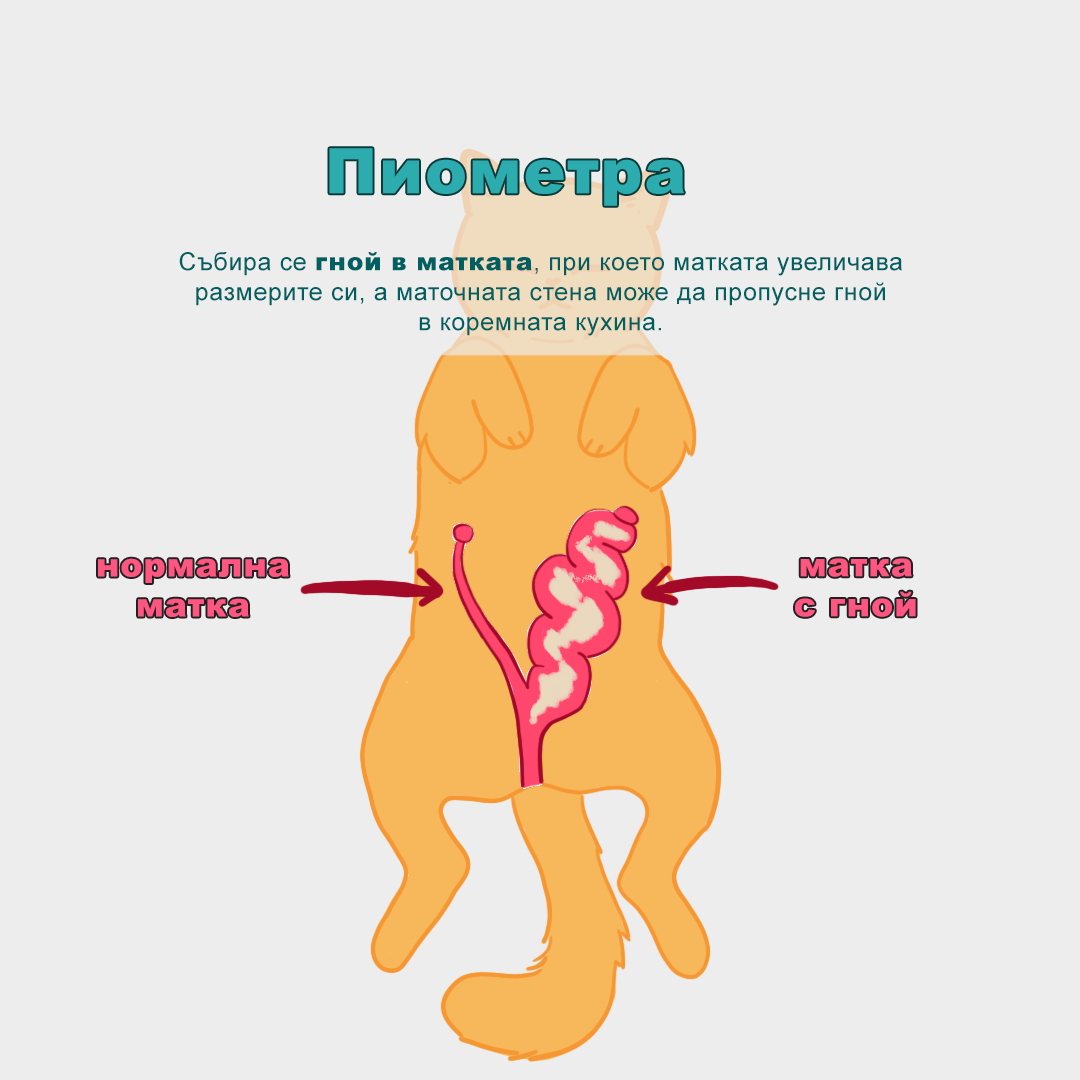 Пиометра
Събира се гной в матката, при което матката увеличава
размерите си, а маточната стена може да пропусне гной
в коремната кухина.
нормална
матка
матка
с гной